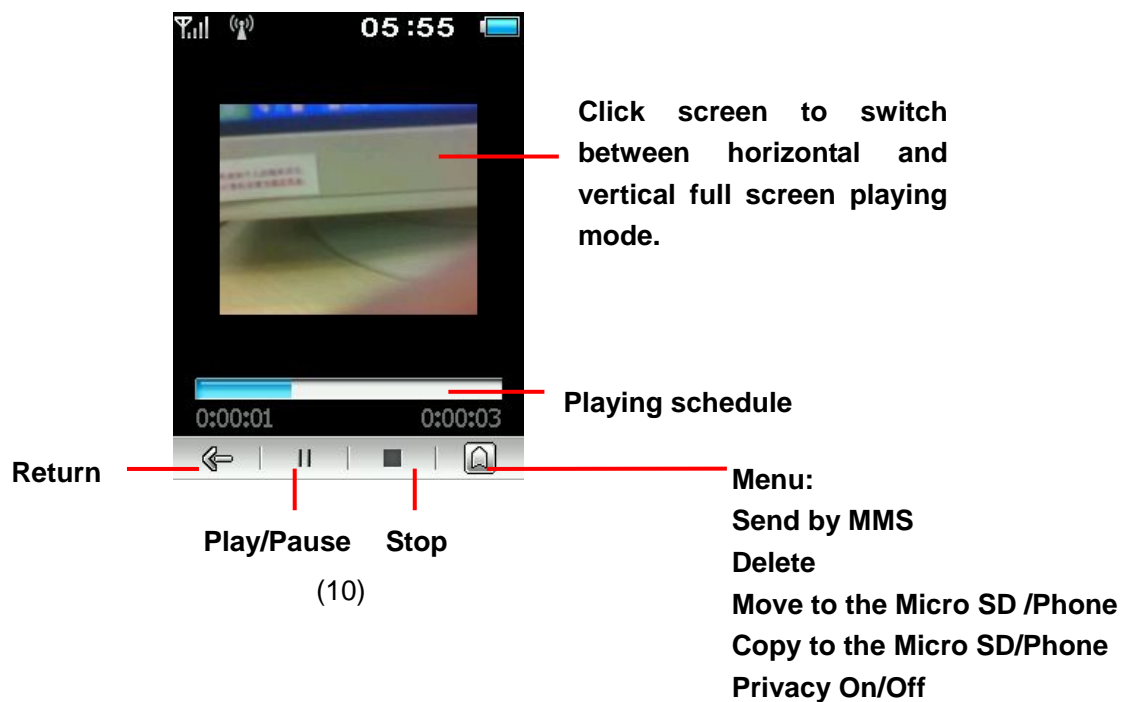 05:55
Click screen to switch
between horizontal and
vertical full screen playing
mode.
0:00:01 0:00:03
Playing schedule
Return
Play/Pause Stop
(10)
Menu:
Send by MMS
Delete
Move to the Micro SD /Phone
Copy to the Micro SD/Phone
Privacy On/Off